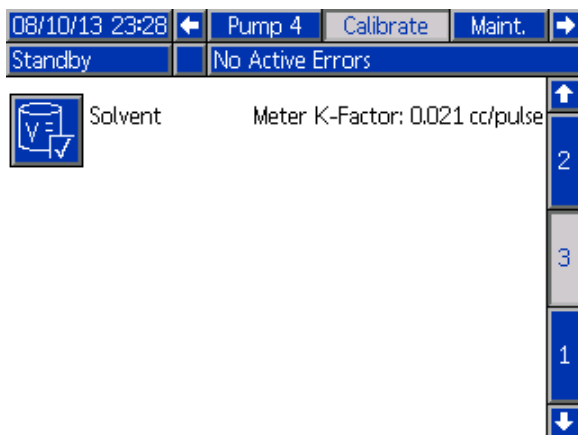 08/10/13 23:28 Pump 4 Calibrate Maint.
Standby No Active Errors
Solvent Meter K-Factor: 0.021 cc/pulse
V=
2
3
1